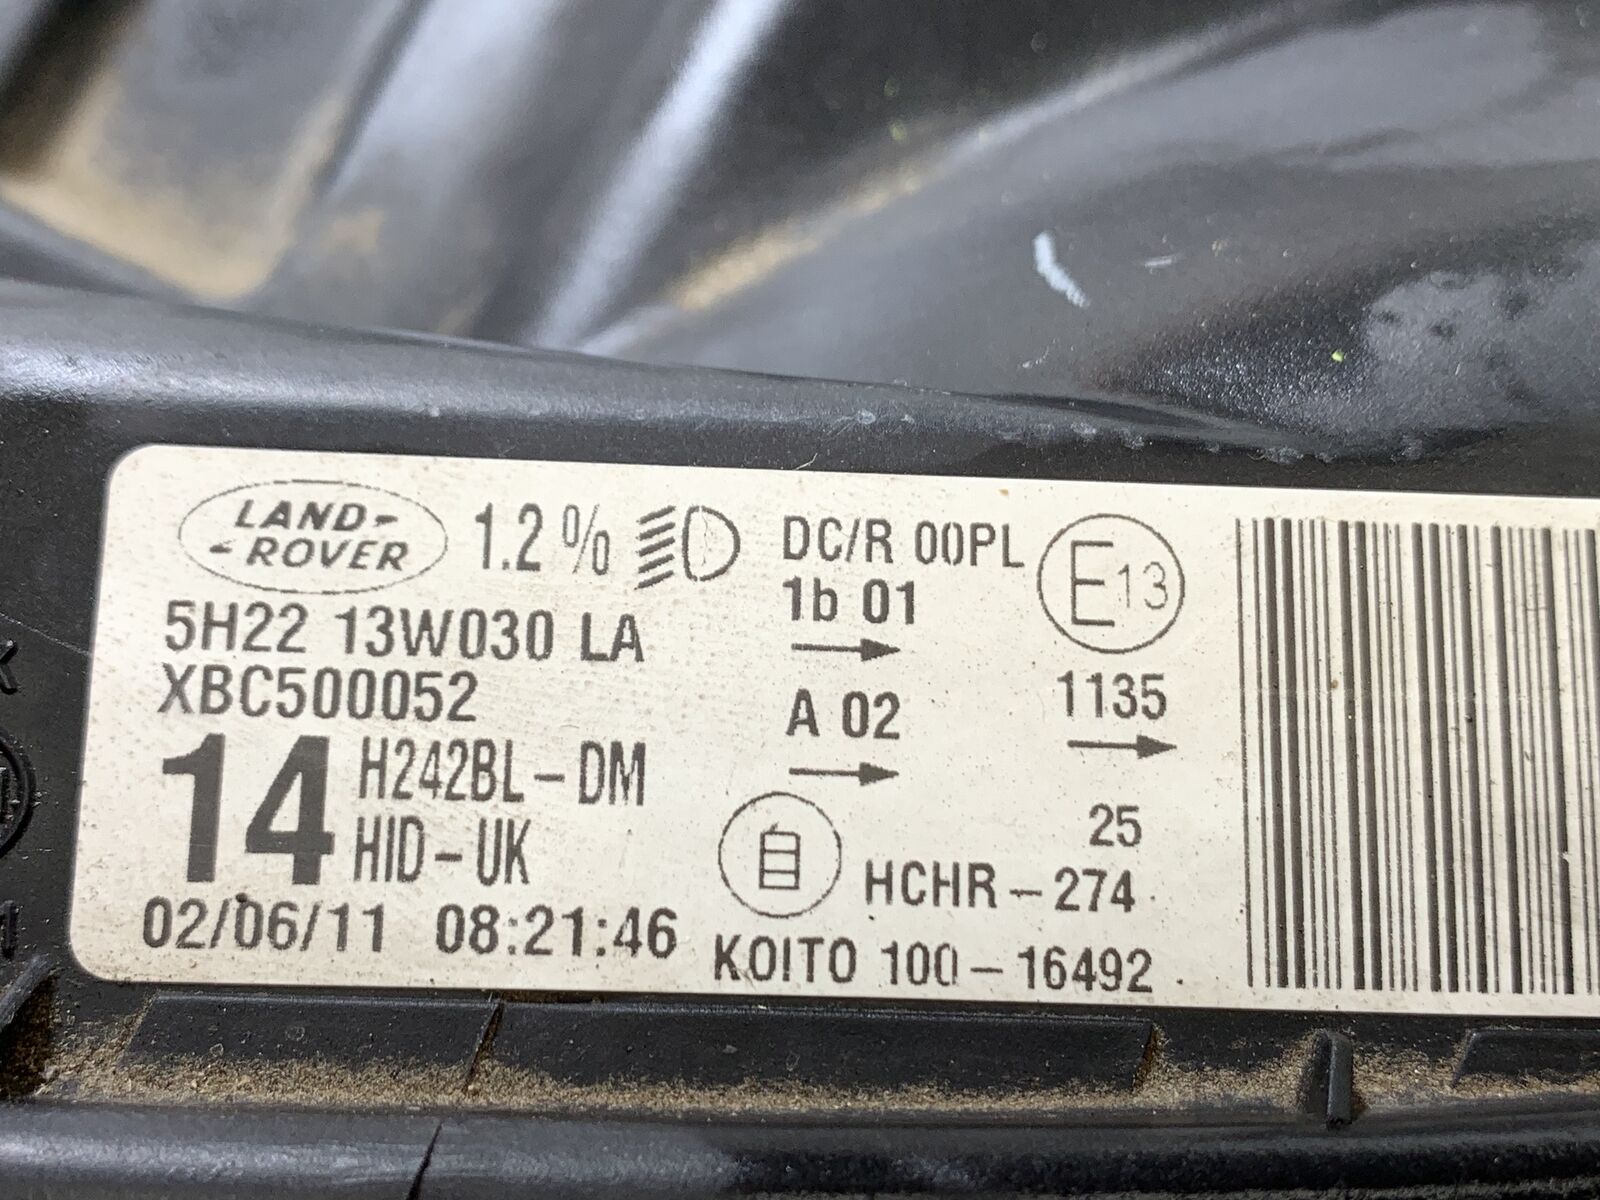 LAND-
-ROVER
1.2%
DC/R 00PL
1b 01
E13
5H22 13W030 LA
XBC500052
A 02
1135
14
H242BL-DM
HID-UK
25
HCHR-274
02/06/11 08:21:46
KOITO 100-16492